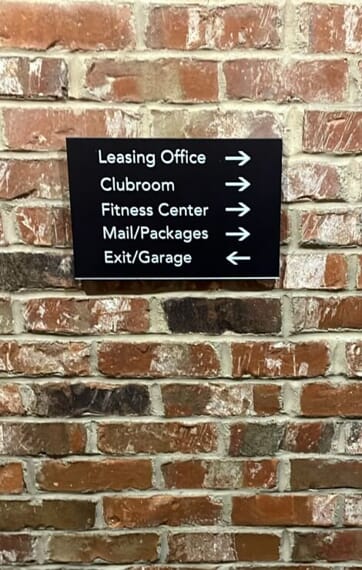 Leasing Office →
Clubroom →
Fitness Center →
Mail/Packages →
Exit/Garage ←